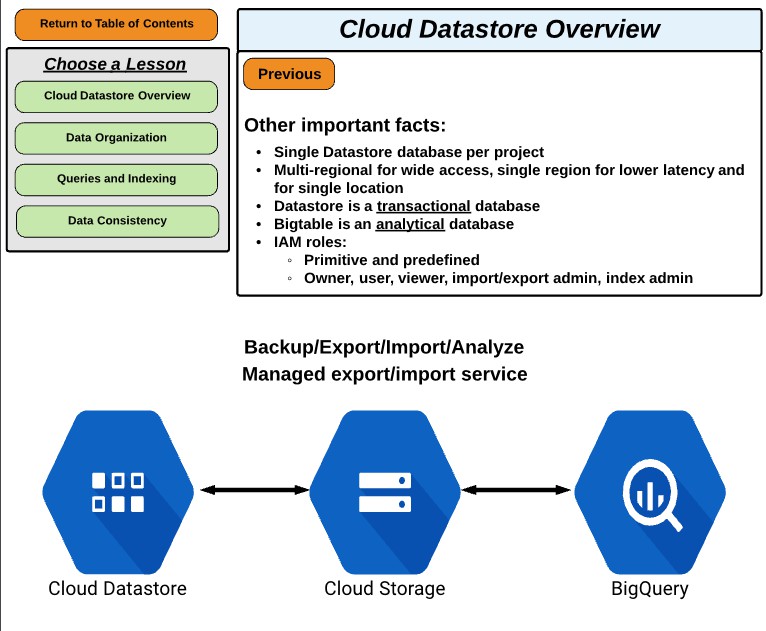 Return to Table of Contents
Choose a Lesson
Cloud Datastore Overview
Data Organization
Queries and Indexing
Data Consistency
Cloud Datastore Overview
Previous
Other important facts:
• Single Datastore database per project
• Multi-regional for wide access, single region for lower latency and
for single location
• Datastore is a transactional database
• Bigtable is an analytical database
• IAM roles:
◦ Primitive and predefined
◦ Owner, user, viewer, import/export admin, index admin
Backup/Export/Import/Analyze
Managed export/import service
Cloud Datastore
Cloud Storage
BigQuery